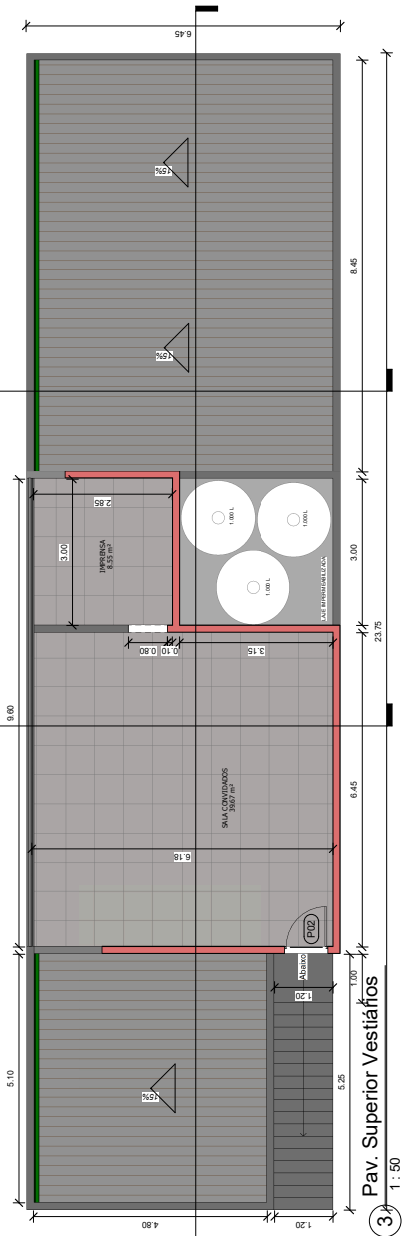 6.45
15%
15%
8.45
2.85
3.00
IMPRENSA
8.55 m²
1.000 L
1.000 L
1.000 L
LAJE IMPERMEABILIZADA
3.00
23.75
0.80
0.10
3.15
9.60
SALA CONVIDADOS
39.67 m²
6.45
6.18
P02
Abaixo
1.20
1.00
5.10
15%
5.25
4.80
1.20
3
Pav. Superior Vestiários
1 : 50